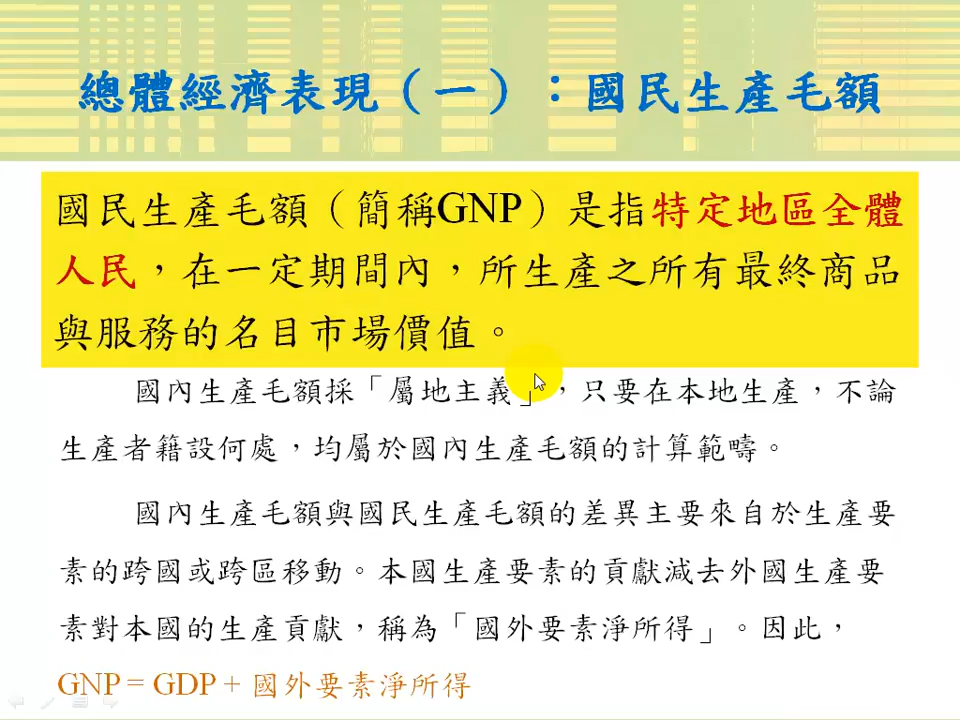 總體經濟表現（一）：國民生產毛額
國民生產毛額（簡稱GNP）是指特定地區全體
人民，在一定期間內，所生產之所有最終商品
與服務的名目市場價值。
國內生產毛額採「屬地主義」，只要在本地生產，不論
生產者籍設何處，均屬於國內生產毛額的計算範疇。
國內生產毛額與國民生產毛額的差異主要來自於生產要
素的跨國或跨區移動。本國生產要素的貢獻減去外國生產要
素對本國的生產貢獻，稱為「國外要素淨所得」。因此，
GNP = GDP + 國外要素淨所得